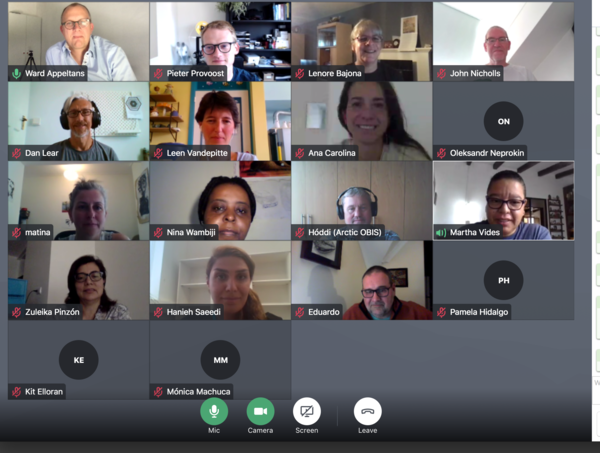 Ward Appeltans
Pieter Provoost
Lenore Bajona
John Nicholls
Dan Lear
Leen Vandepitte
Ana Carolina
ON
Oleksandr Neprokin
matina
Nina Wambiji
Hóddi (Arctic OBIS)
Martha Vides
Zuleika Pinzón
Hanieh Saeedi
Eduardo
PH
Pamela Hidalgo
KE
Kit Elloran
MM
Mónica Machuca
Mic
Camera
Screen
Leave